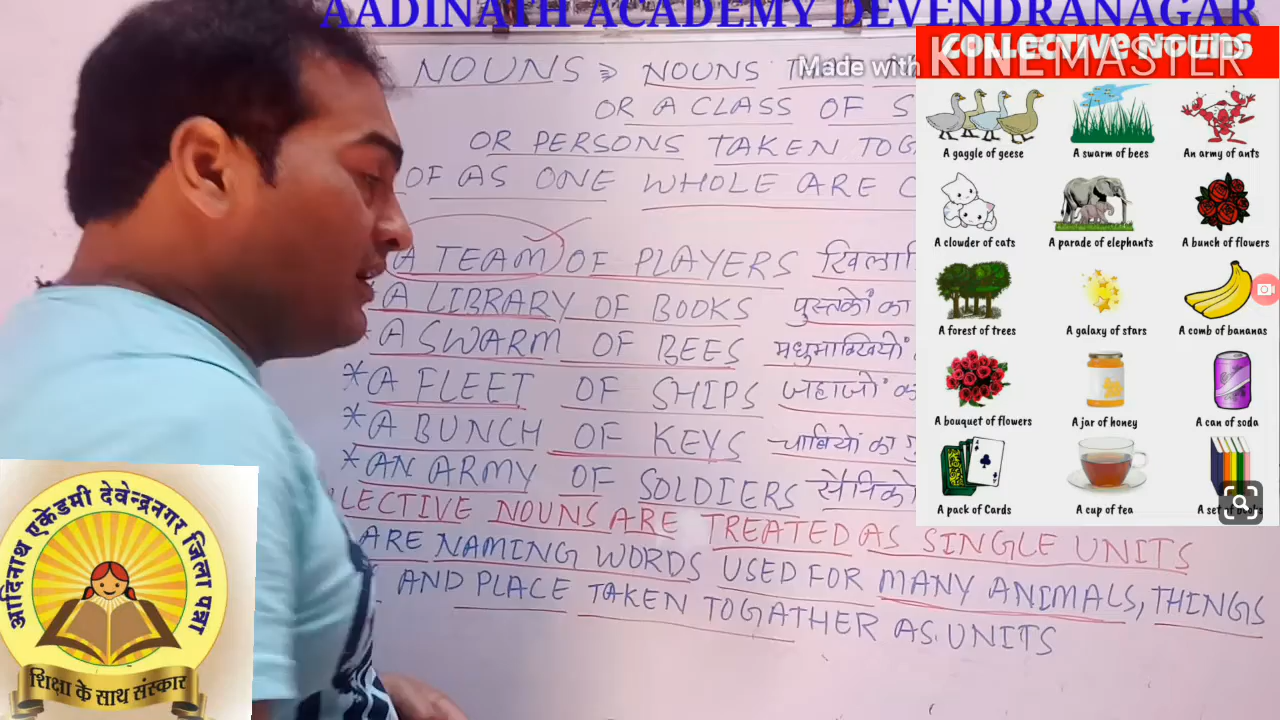 AADINATH ACADEMY DEVENDRANAGAR
Made with KINEMASTER
COLLECTIVE NOUNS
NOUNS > NOUNS
OR A CLASS OF
OR PERSONS TAKEN
OF AS ONE WHOLE ARE
A TEAM OF PLAYERS
A LIBRARY OF BOOKS पुस्तकों का
A SWARM OF BEES मधुमाख्खियों
* A FLEET OF SHIPS जहाजों
* A BUNCH OF KEYS चाबियों का
* AN ARMY OF SOLDIERS सैनिको
LECTIVE NOUNS ARE TREATED AS SINGLE UNITS
ARE NAMING WORDS USED FOR MANY ANIMALS, THINGS
AND PLACE TAKEN TOGATHER AS UNITS
A gaggle of geese
A swarm of bees
An army of ants
A clowder of cats
A parade of elephants
A bunch of flowers
A forest of trees
A galaxy of stars
A comb of bananas
A bouquet of flowers
A jar of honey
A can of soda
A pack of Cards
A cup of tea
A set of
आदिनाथ एकेडमी देवेन्द्रनगर जिला पन्ना
शिक्षा के साथ संस्कार